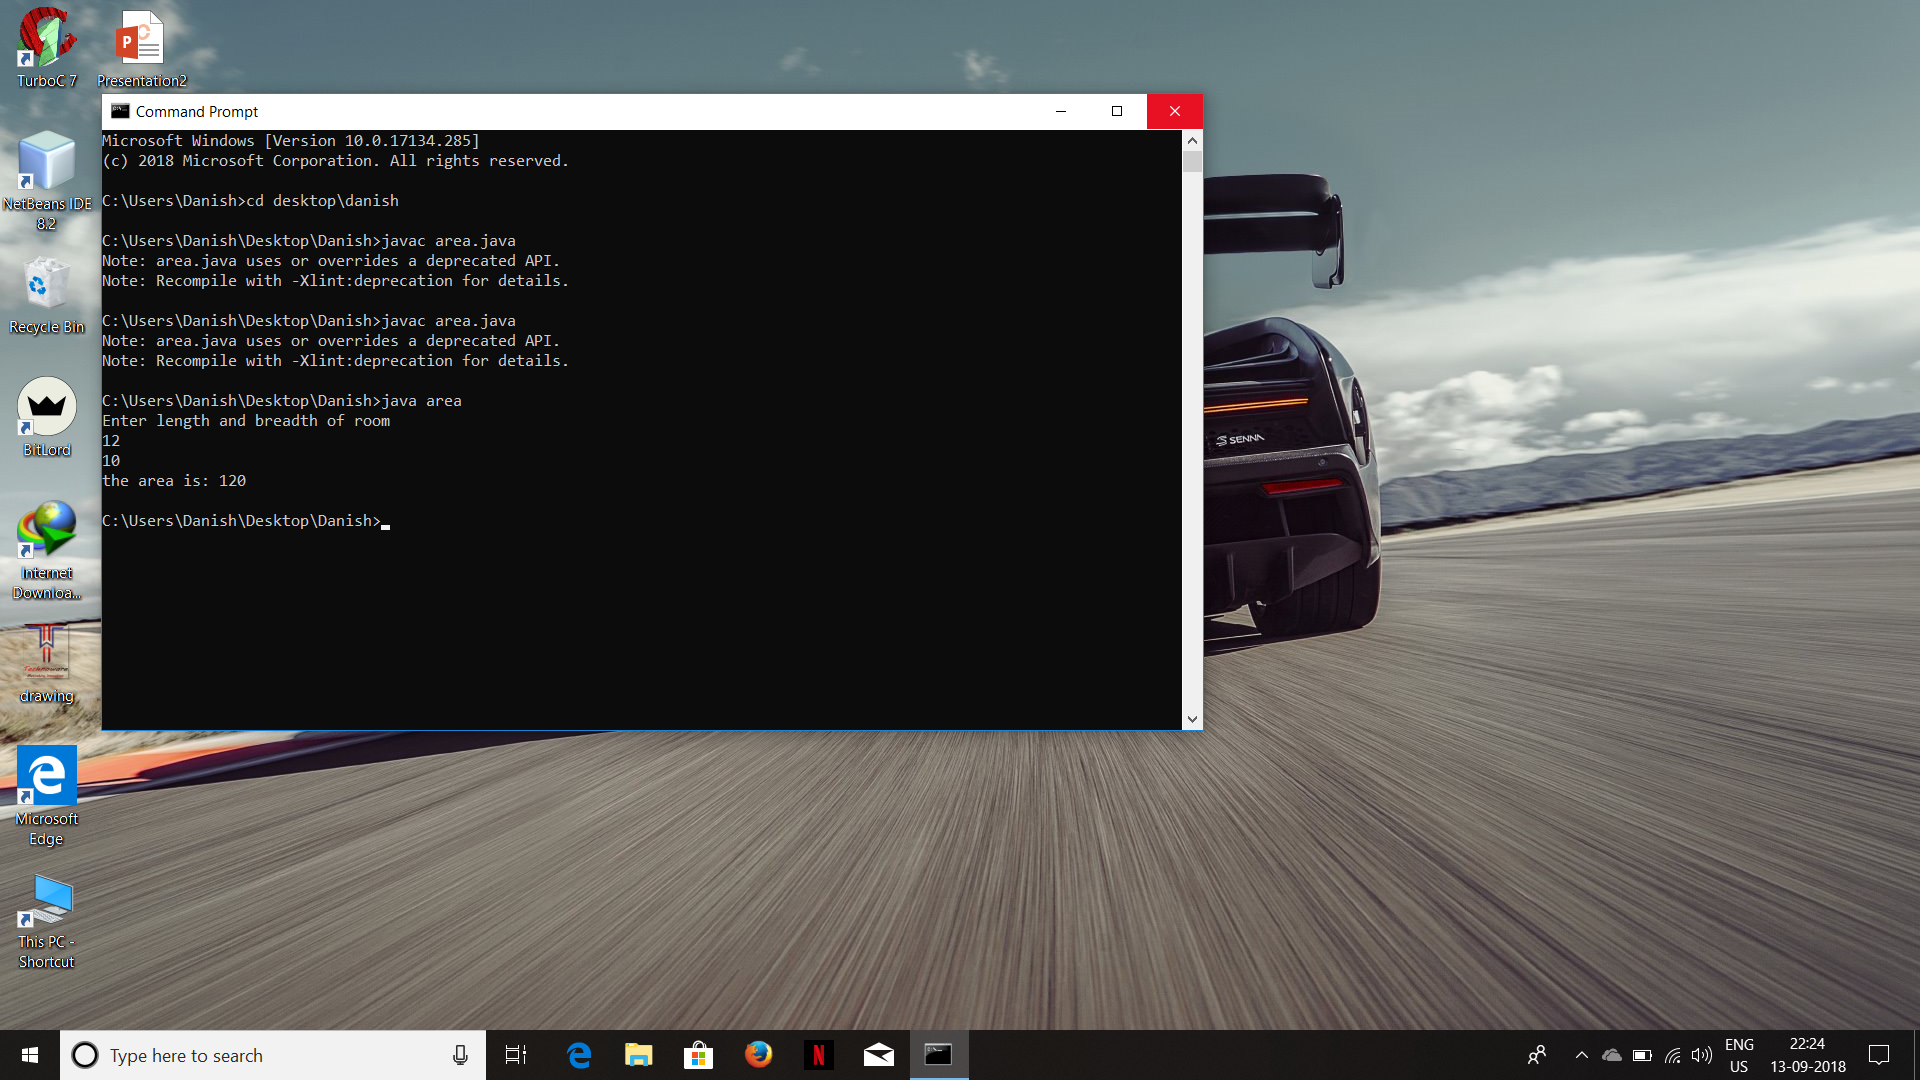 TurboC 7
Presentation2
Command Prompt
Microsoft Windows [Version 10.0.17134.285]
(c) 2018 Microsoft Corporation. All rights reserved.
C:\Users\Danish>cd desktop\danish
C:\Users\Danish\Desktop\Danish>javac area.java
Note: area.java uses or overrides a deprecated API.
Note: Recompile with -Xlint:deprecation for details.
C:\Users\Danish\Desktop\Danish>javac area.java
Note: area.java uses or overrides a deprecated API.
Note: Recompile with -Xlint:deprecation for details.
C:\Users\Danish\Desktop\Danish>java area
Enter length and breadth of room
12
10
the area is: 120
C:\Users\Danish\Desktop\Danish>
NetBeans IDE
8.2
Recycle Bin
BitLord
Internet
Downloa...
drawing
Microsoft
Edge
This PC -
Shortcut
SENNA
Type here to search
ENG
US
22:24
13-09-2018